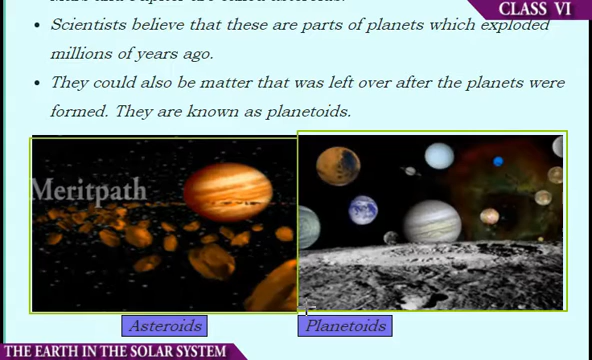 CLASS VI
• Scientists believe that these are parts of planets which exploded
millions of years ago.
• They could also be matter that was left over after the planets were
formed. They are known as planetoids.
Meritpath
Asteroids
Planetoids
THE EARTH IN THE SOLAR SYSTEM